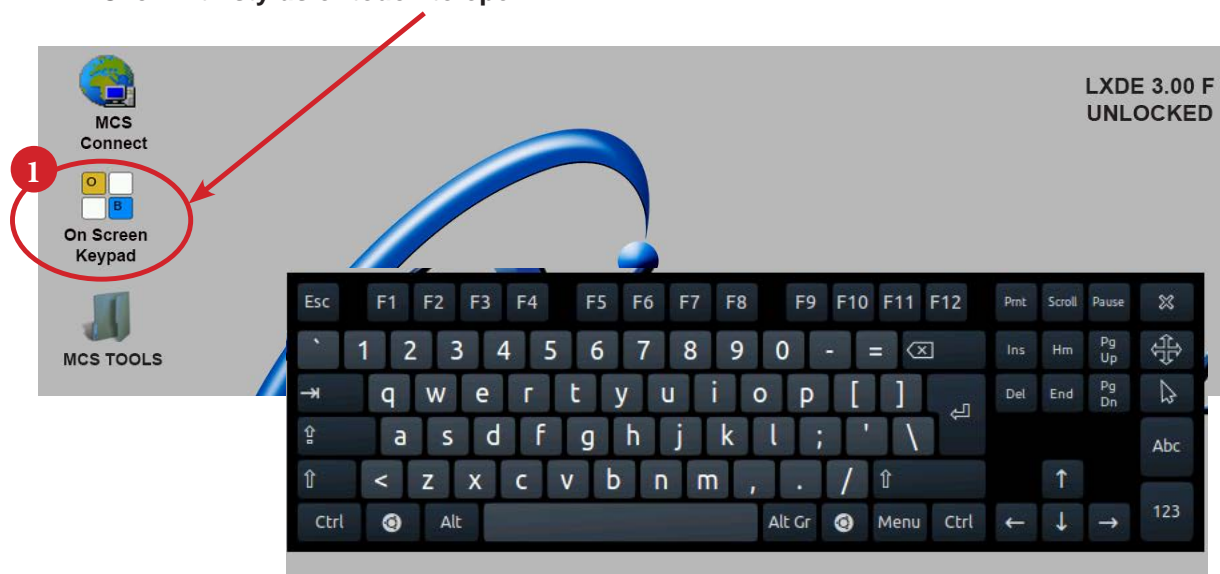 MCS
Connect
LXDE 3.00 F
UNLOCKED
1
O
B
On Screen
Keypad
MCS TOOLS
Esc F1 F2 F3 F4 F5 F6 F7 F8 F9 F10 F11 F12 Prnt Scroll Pause
` 1 2 3 4 5 6 7 8 9 0 - = Ins Hm Pg Up
q w e r t y u i o p [ ] Del End Pg Dn
a s d f g h j k l ; ' \ Abc
< z x c v b n m , . /
Ctrl Alt Alt Gr Menu Ctrl 123